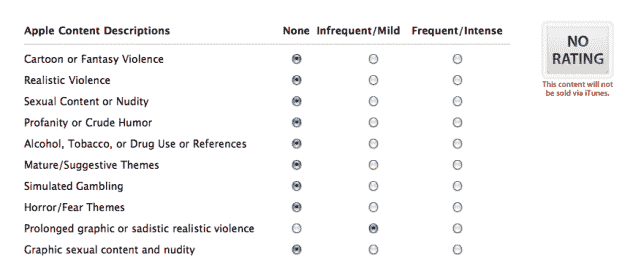 Apple Content Descriptions None Infrequent/Mild Frequent/Intense
Cartoon or Fantasy Violence
Realistic Violence
Sexual Content or Nudity
Profanity or Crude Humor
Alcohol, Tobacco, or Drug Use or References
Mature/Suggestive Themes
Simulated Gambling
Horror/Fear Themes
Prolonged graphic or sadistic realistic violence
Graphic sexual content and nudity
NO
RATING
This content will not
be sold via iTunes.